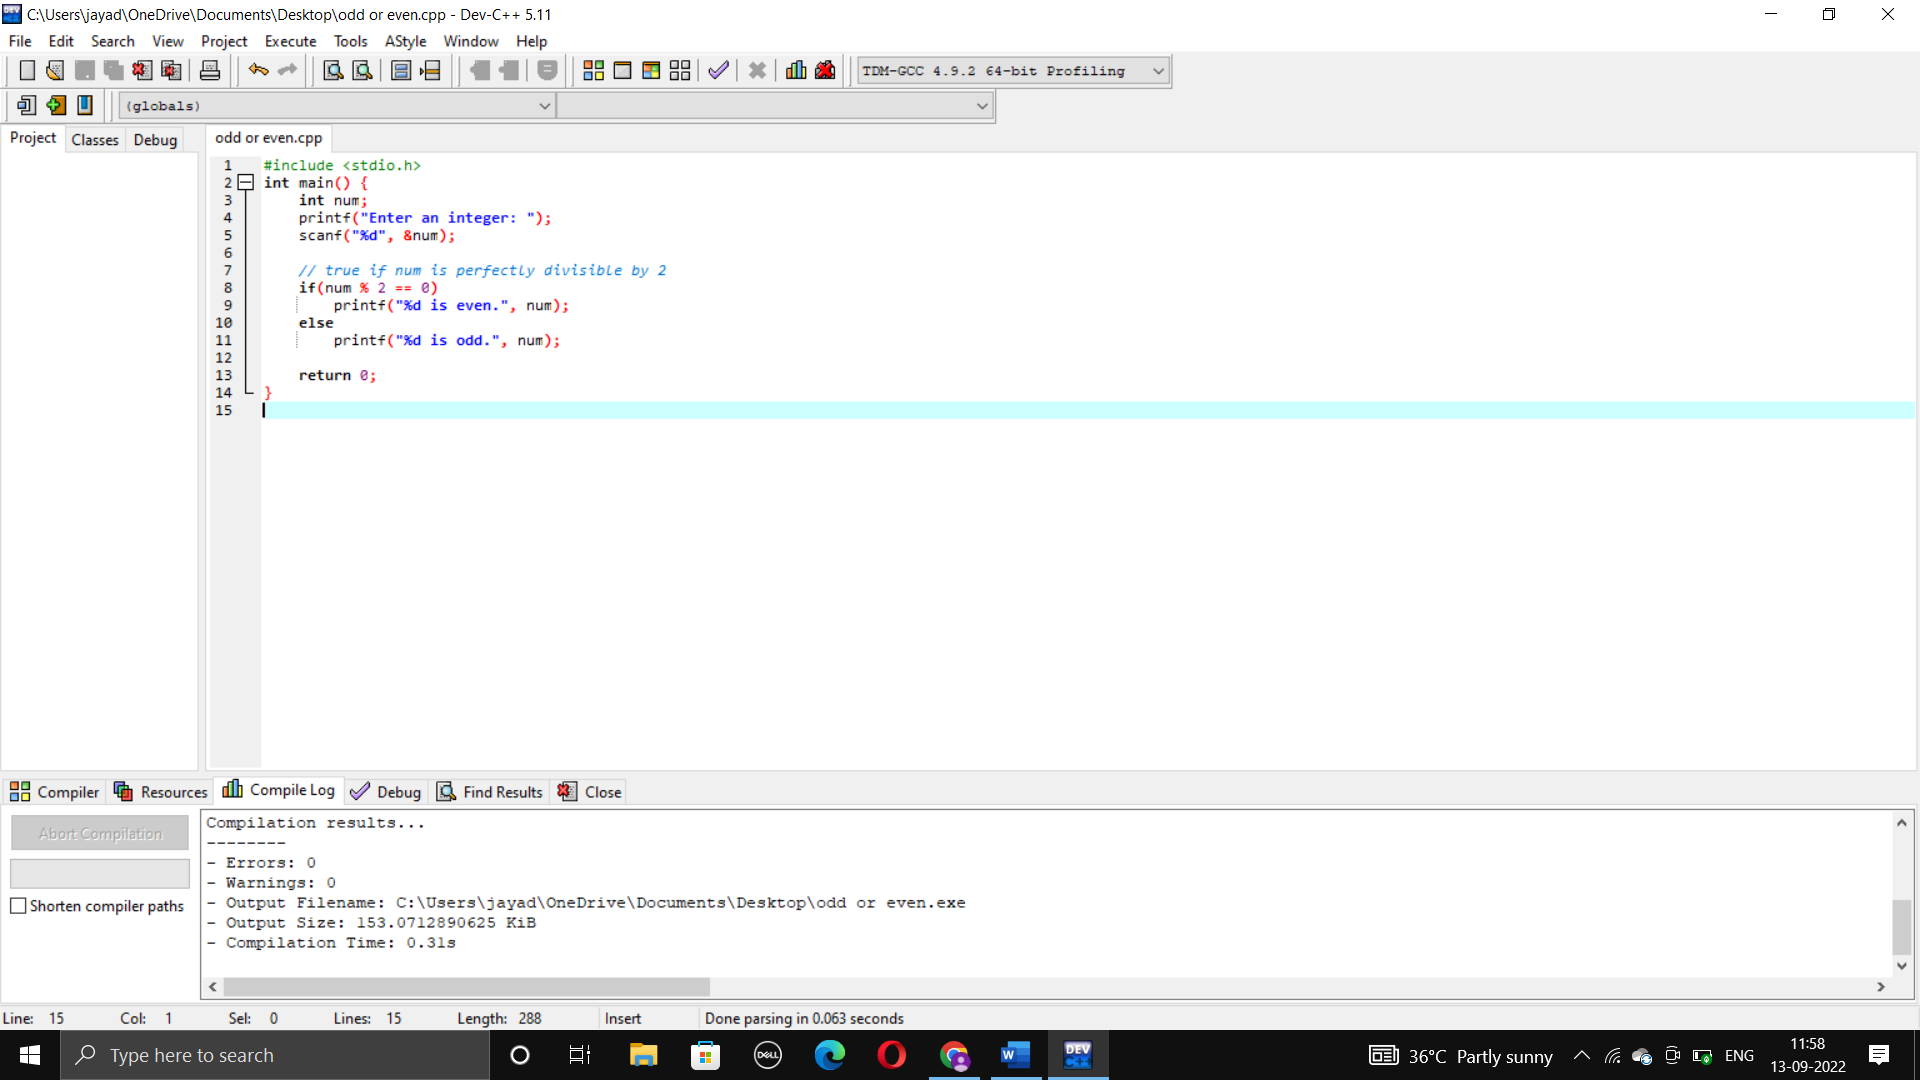 C:\Users\jayad\OneDrive\Documents\Desktop\odd or even.cpp - Dev-C++ 5.11
File Edit Search View Project Execute Tools AStyle Window Help
TDM-GCC 4.9.2 64-bit Profiling
(globals)
Project Classes Debug
odd or even.cpp
1 #include <stdio.h>
2 int main() {
3 int num;
4 printf("Enter an integer: ");
5 scanf("%d", &num);
6
7 // true if num is perfectly divisible by 2
8 if(num % 2 == 0)
9 printf("%d is even.", num);
10 else
11 printf("%d is odd.", num);
12
13 return 0;
14 }
15
Compiler Resources Compile Log Debug Find Results Close
Abort Compilation
Shorten compiler paths
Compilation results...
--------
- Errors: 0
- Warnings: 0
- Output Filename: C:\Users\jayad\OneDrive\Documents\Desktop\odd or even.exe
- Output Size: 153.0712890625 KiB
- Compilation Time: 0.31s
Line: 15 Col: 1 Sel: 0 Lines: 15 Length: 288 Insert Done parsing in 0.063 seconds
Type here to search
DELL
W
DEV C++
36°C Partly sunny
ENG
11:58
13-09-2022